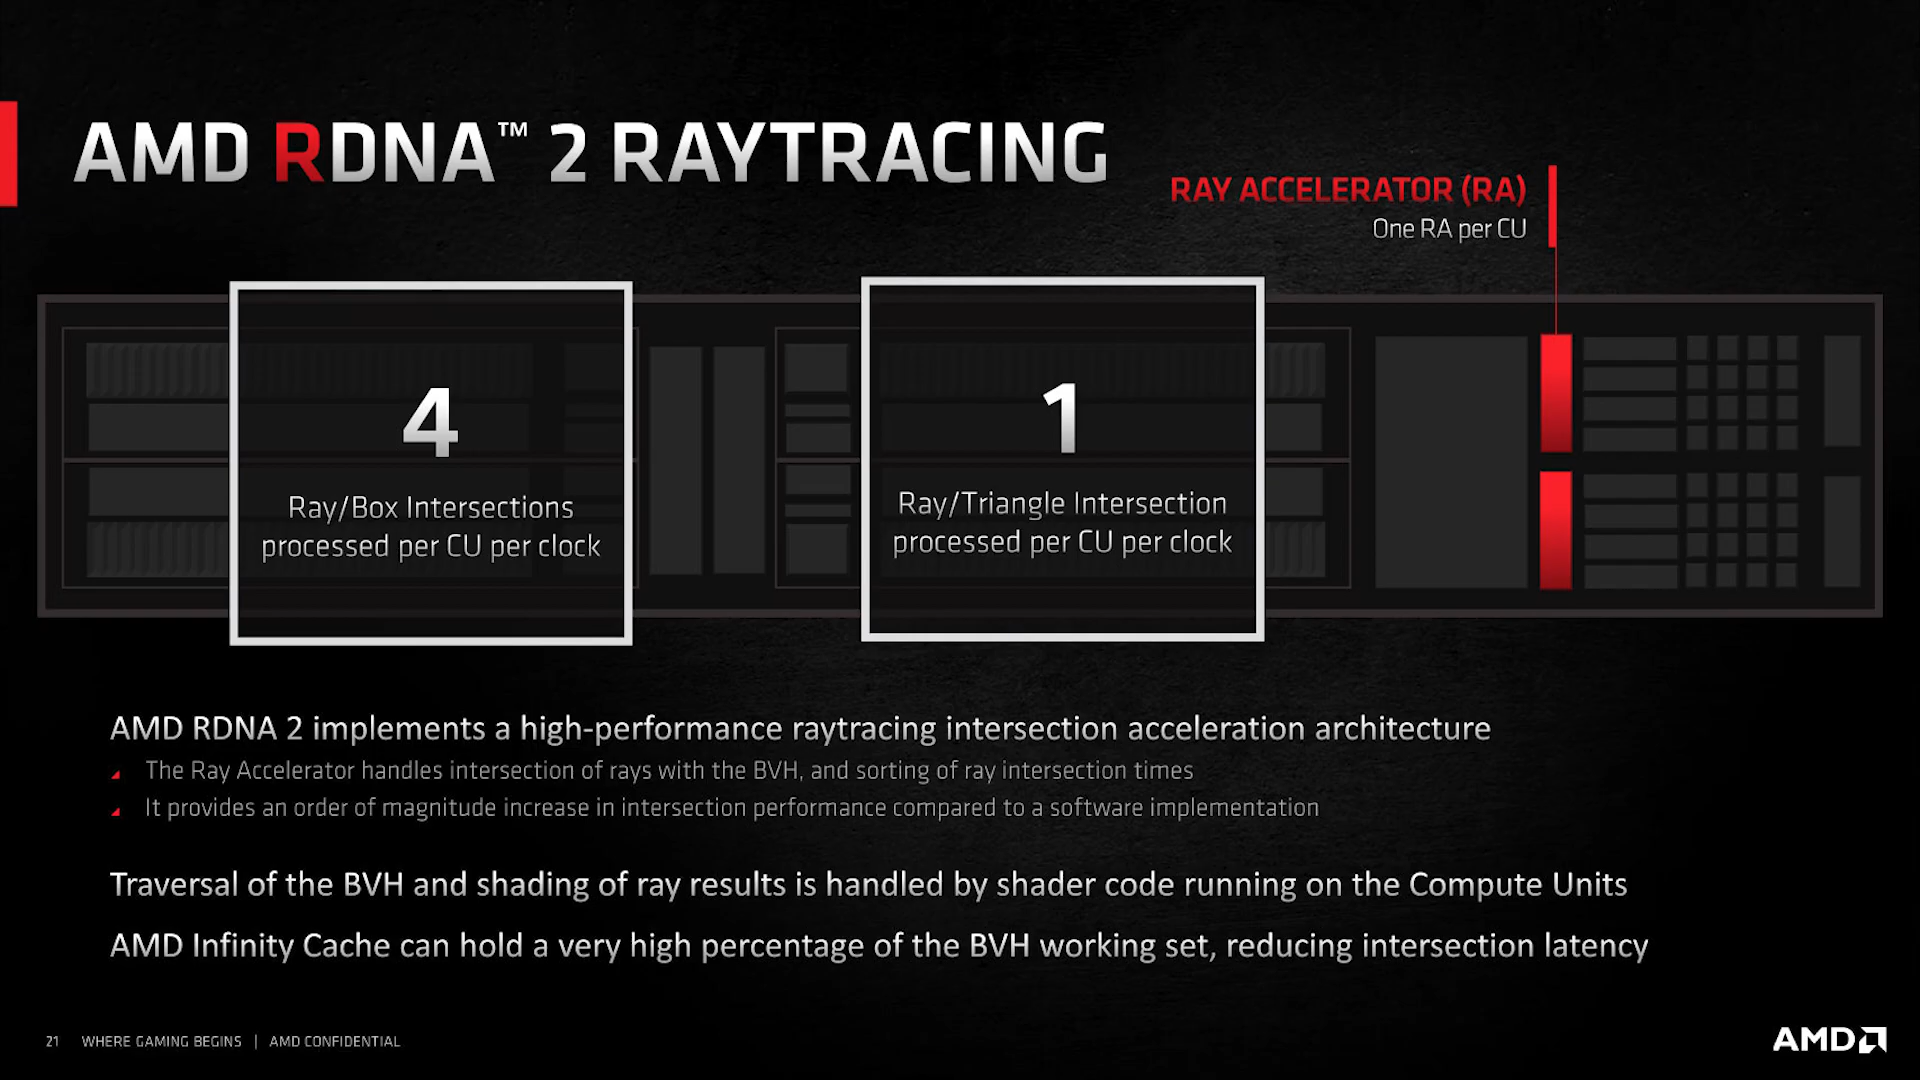 AMD RDNA™ 2 RAYTRACING
RAY ACCELERATOR (RA)
One RA per CU
4
Ray/Box Intersections
processed per CU per clock
1
Ray/Triangle Intersection
processed per CU per clock
AMD RDNA 2 implements a high-performance raytracing intersection acceleration architecture
The Ray Accelerator handles intersection of rays with the BVH, and sorting of ray intersection times
It provides an order of magnitude increase in intersection performance compared to a software implementation
Traversal of the BVH and shading of ray results is handled by shader code running on the Compute Units
AMD Infinity Cache can hold a very high percentage of the BVH working set, reducing intersection latency
21 WHERE GAMING BEGINS | AMD CONFIDENTIAL
AMD